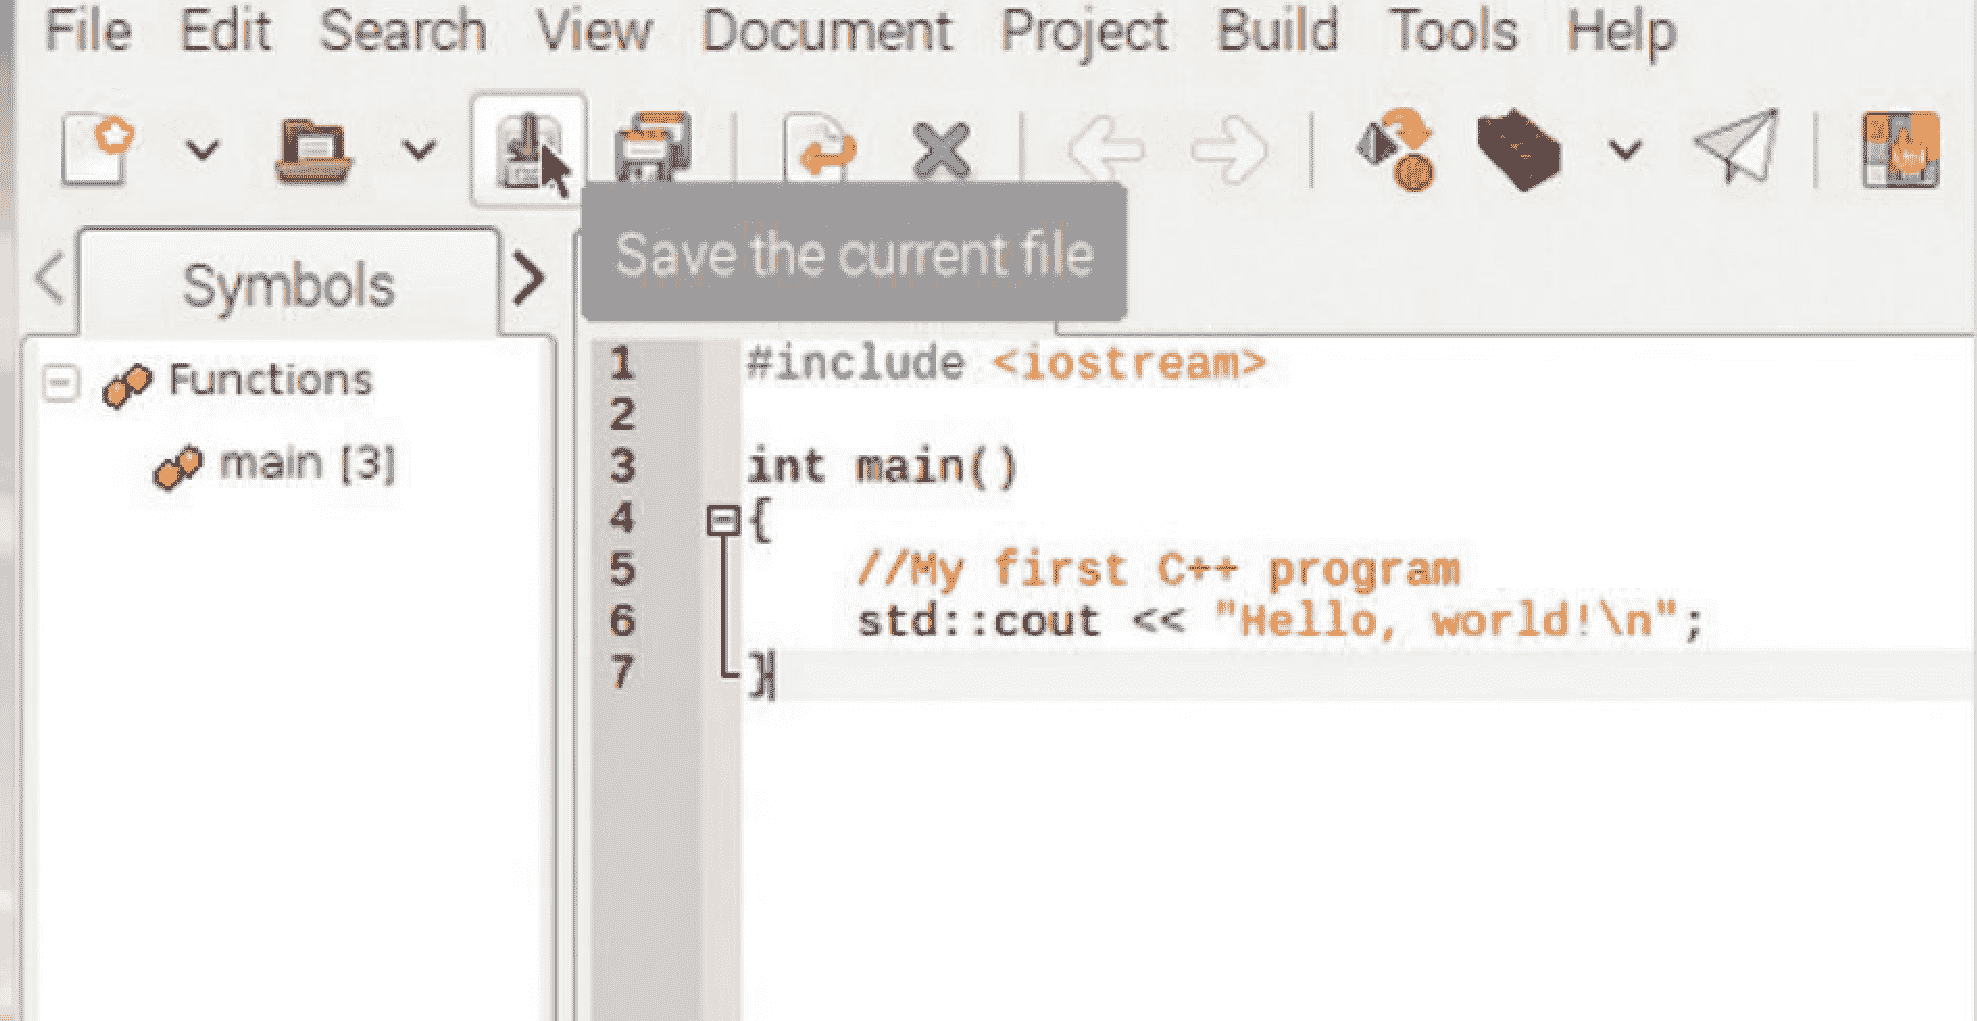 File Edit Search View Document Project Build Tools Help
Save the current file
Symbols
Functions
main [3]
1 #include <iostream>
2
3 int main()
4 {
5 //My first C++ program
6 std::cout << "Hello, world!\n";
7 }